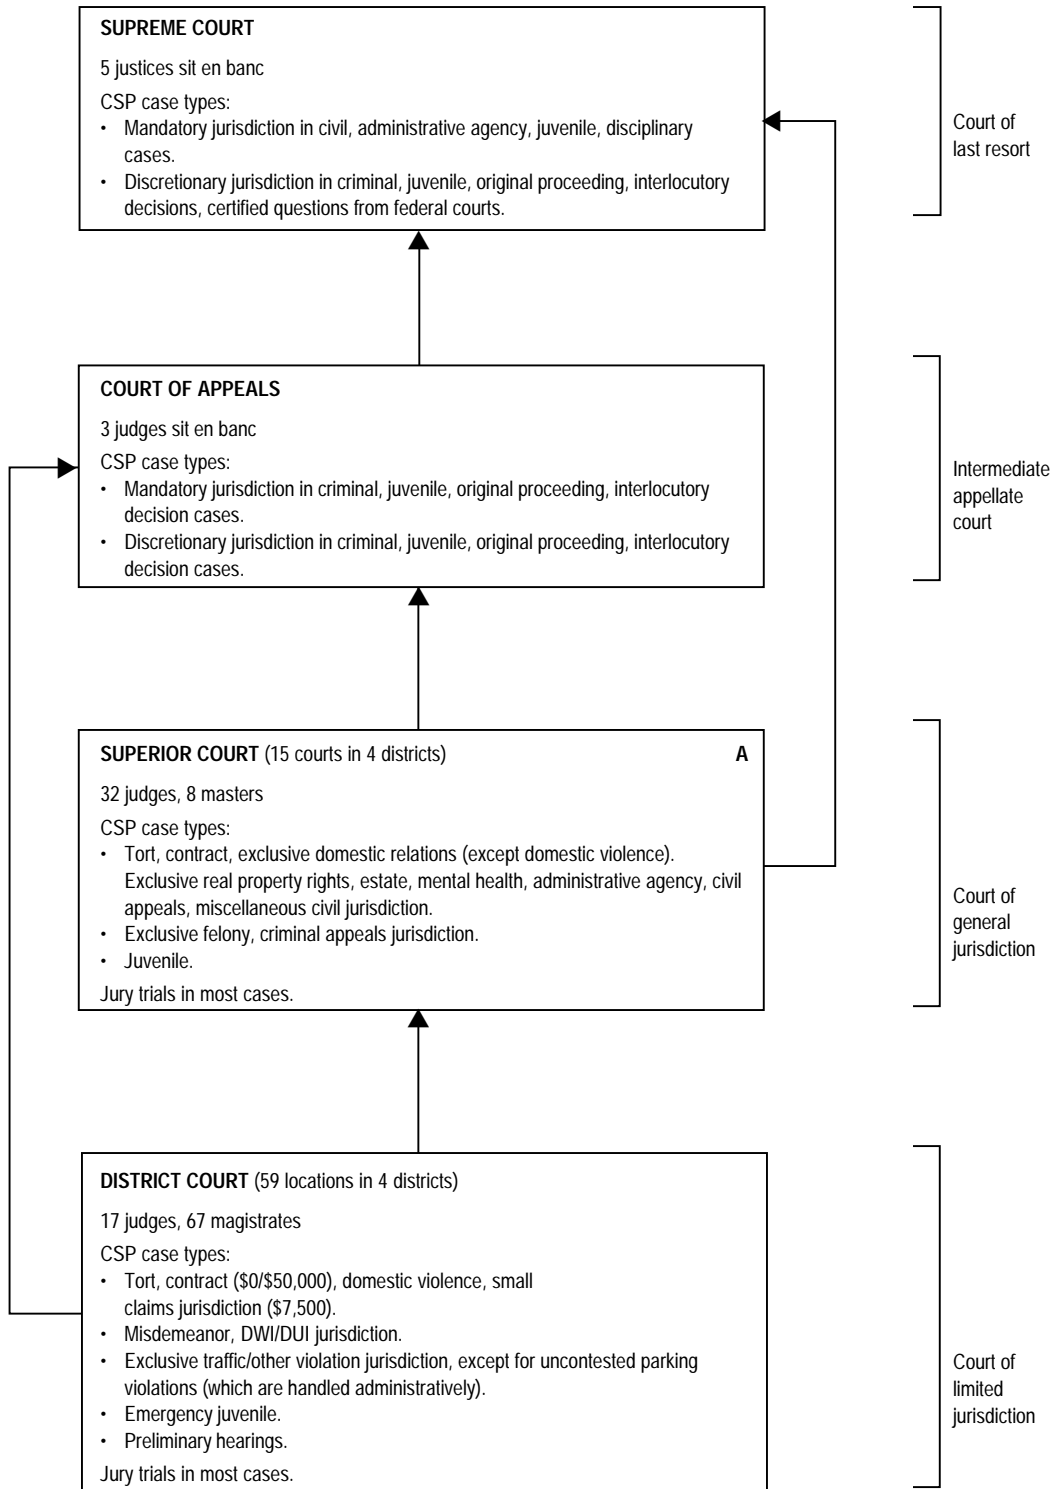 SUPREME COURT
5 justices sit en banc
CSP case types:
• Mandatory jurisdiction in civil, administrative agency, juvenile, disciplinary
cases.
• Discretionary jurisdiction in criminal, juvenile, original proceeding, interlocutory
decisions, certified questions from federal courts.
Court of
last resort
COURT OF APPEALS
3 judges sit en banc
CSP case types:
• Mandatory jurisdiction in criminal, juvenile, original proceeding, interlocutory
decision cases.
• Discretionary jurisdiction in criminal, juvenile, original proceeding, interlocutory
decision cases.
Intermediate
appellate
court
SUPERIOR COURT (15 courts in 4 districts) A
32 judges, 8 masters
CSP case types:
• Tort, contract, exclusive domestic relations (except domestic violence).
Exclusive real property rights, estate, mental health, administrative agency, civil
appeals, miscellaneous civil jurisdiction.
• Exclusive felony, criminal appeals jurisdiction.
• Juvenile.
Jury trials in most cases.
Court of
general
jurisdiction
DISTRICT COURT (59 locations in 4 districts)
17 judges, 67 magistrates
CSP case types:
• Tort, contract ($0/$50,000), domestic violence, small
claims jurisdiction ($7,500).
• Misdemeanor, DWI/DUI jurisdiction.
• Exclusive traffic/other violation jurisdiction, except for uncontested parking
violations (which are handled administratively).
• Emergency juvenile.
• Preliminary hearings.
Jury trials in most cases.
Court of
limited
jurisdiction